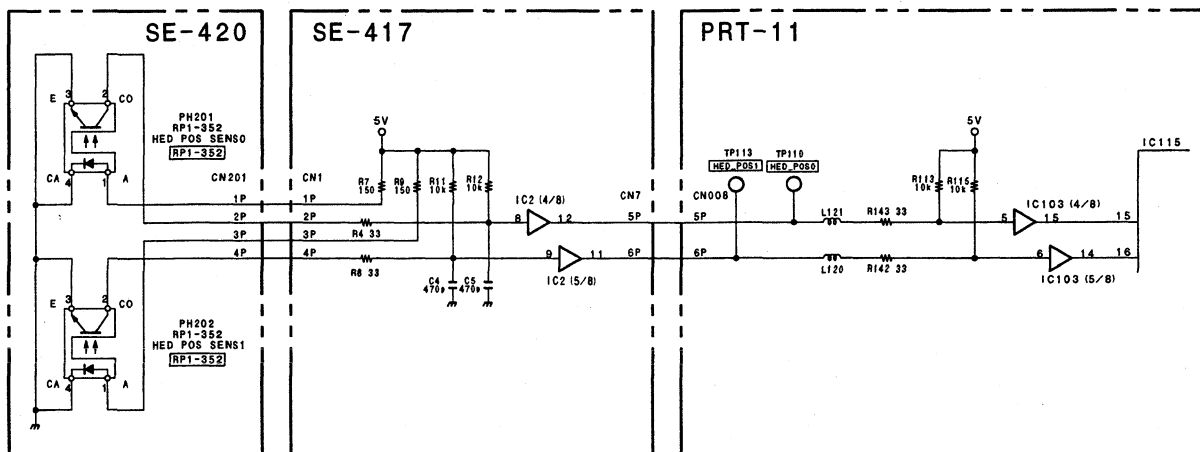 SE-420
SE-417
PRT-11
E 3 2 CO
PH201
RP1-352
HED POS SENS0
RP1-352
CA 4 1 A
CN201
CN1
1P 1P
2P 2P
3P 3P
4P 4P
5V
R7
150
R9
150
R11
10k
R12
10k
R4 33
R8 33
C4
470p
C5
470p
8 IC2 (4/8) 12
9 11
IC2 (5/8)
CN7
CN008
5P 5P
6P 6P
TP113
HED_POS1
TP110
HED_POS0
L121
R143 33
L120
R142 33
5V
R113
10k
R115
10k
IC103 (4/8)
5 15 15
6 14 16
IC103 (5/8)
IC115
E 3 2 CO
PH202
RP1-352
HED POS SENS1
RP1-352
CA 4 1 A